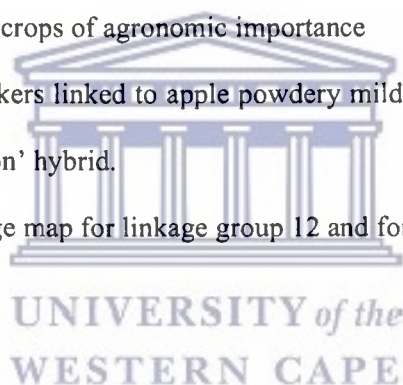 crops of agronomic importance
kers linked to apple powdery mild
on’ hybrid.
ge map for linkage group 12 and fo
UNIVERSITY of the
WESTERN CAPE